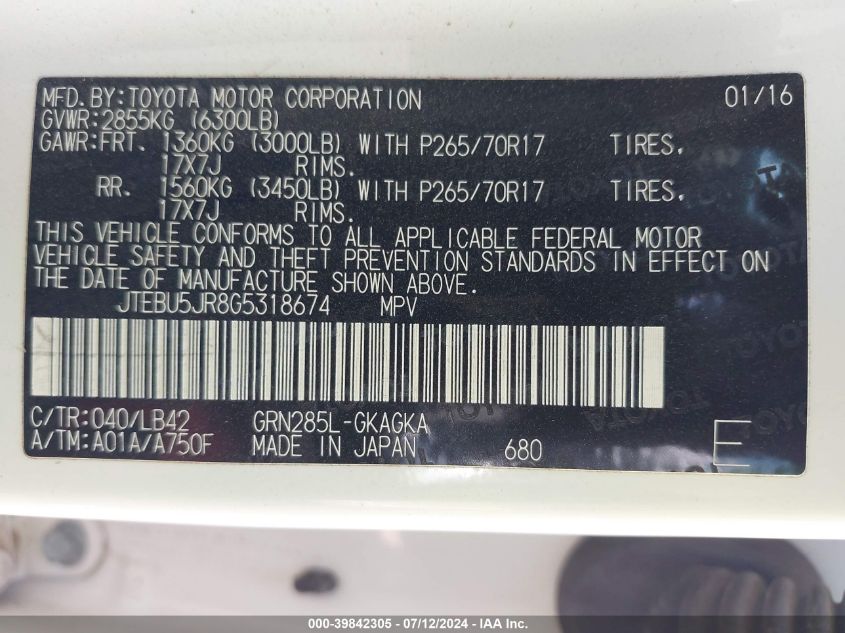 MFD.BY:TOYOTA MOTOR CORPORATION 01/16
GVWR:2855KG (6300LB)
GAWR:FRT. 1360KG (3000LB) WITH P265/70R17 TIRES.
17X7J RIMS.
RR. 1560KG (3450LB) WITH P265/70R17 TIRES.
17X7J RIMS.
THIS VEHICLE CONFORMS TO ALL APPLICABLE FEDERAL MOTOR
VEHICLE SAFETY AND THEFT PREVENTION STANDARDS IN EFFECT ON
THE DATE OF MANUFACTURE SHOWN ABOVE.
JTEBU5JR8G5318674 MPV
C/TR:040/LB42 GRN285L-GKAGKA
A/TM:A01A/A750F MADE IN JAPAN 680 E
TOYOTA
000-39842305 - 07/12/2024 - IAA Inc.